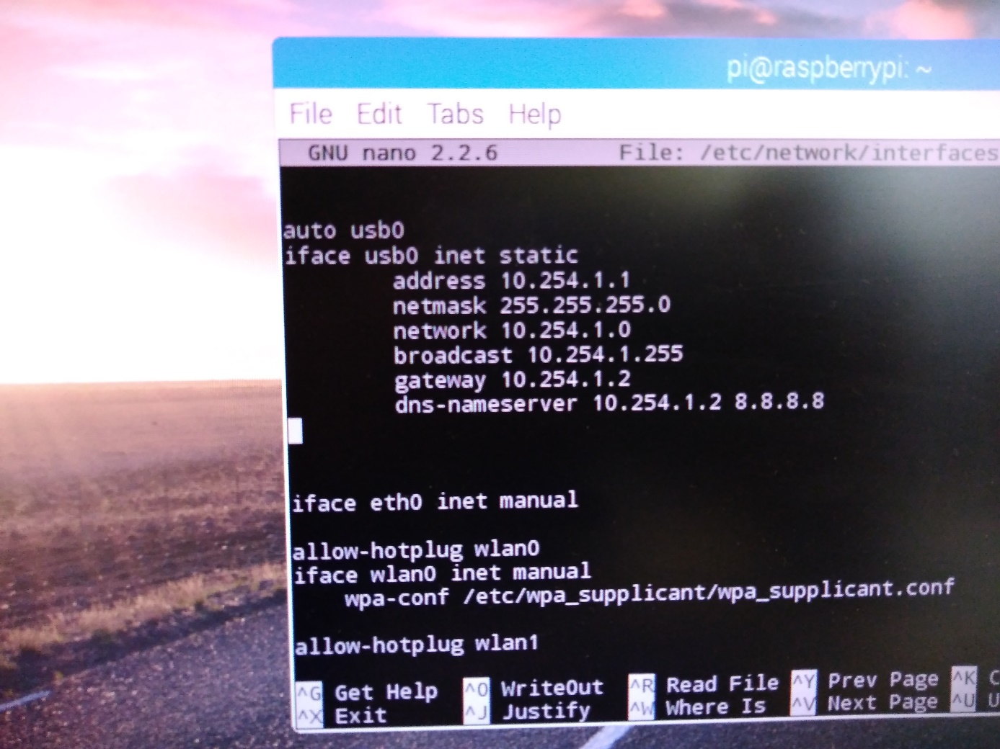 pi@raspberrypi: ~
File Edit Tabs Help
GNU nano 2.2.6 File: /etc/network/interfaces
auto usb0
iface usb0 inet static
address 10.254.1.1
netmask 255.255.255.0
network 10.254.1.0
broadcast 10.254.1.255
gateway 10.254.1.2
dns-nameserver 10.254.1.2 8.8.8.8
iface eth0 inet manual
allow-hotplug wlan0
iface wlan0 inet manual
wpa-conf /etc/wpa_supplicant/wpa_supplicant.conf
allow-hotplug wlan1
^G Get Help ^O WriteOut ^R Read File ^Y Prev Page ^K C
^X Exit ^J Justify ^W Where Is ^V Next Page ^U U